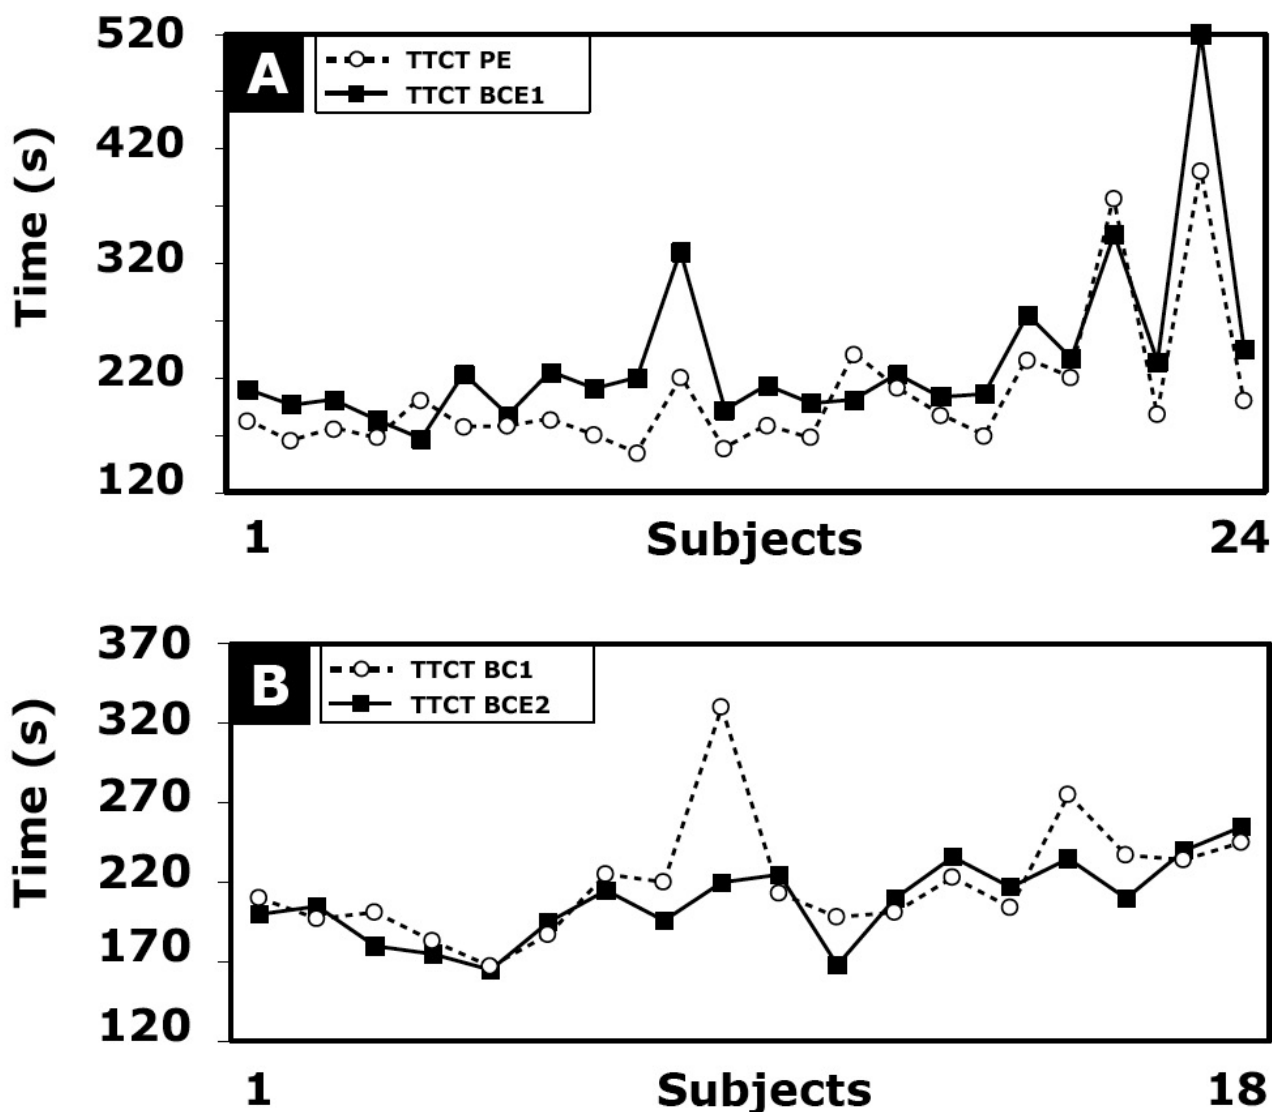 A
TTCT PE
TTCT BCE1
Time (s)
520
420
320
220
120
1 Subjects 24
B
TTCT BC1
TTCT BCE2
Time (s)
370
320
270
220
170
120
1 Subjects 18